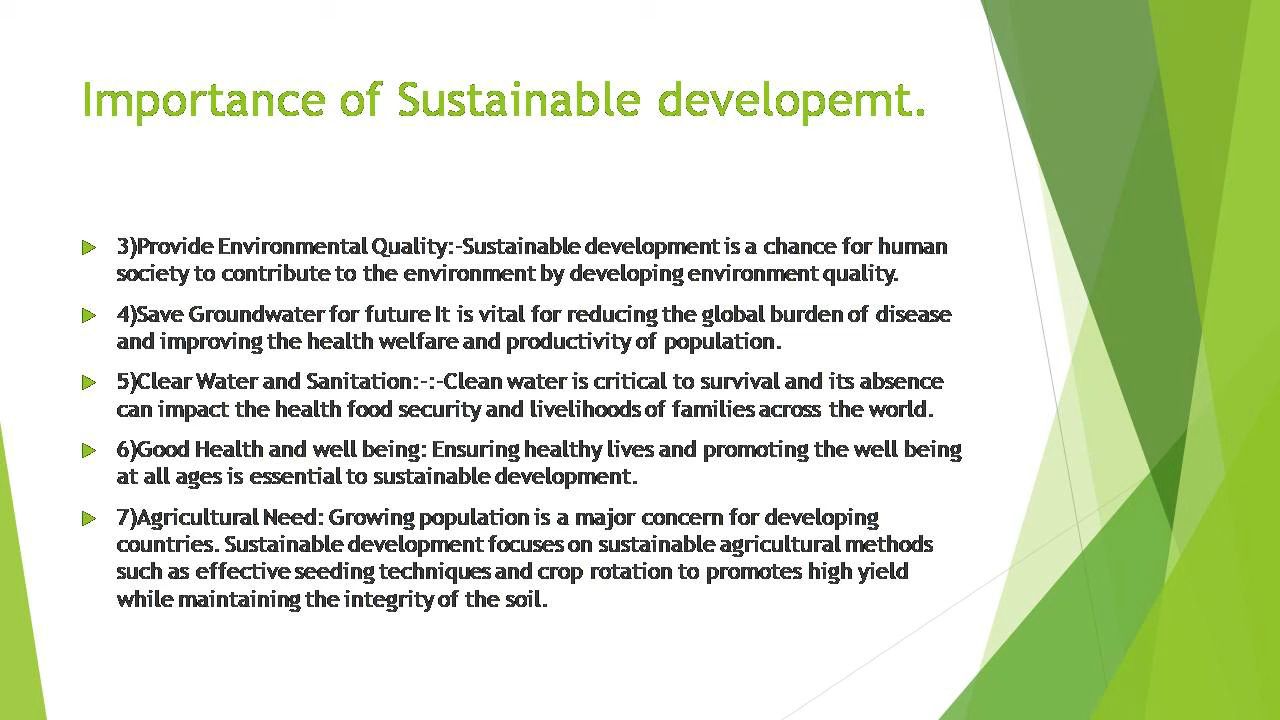 Importance of Sustainable developemt.
3)Provide Environmental Quality:-Sustainable development is a chance for human
society to contribute to the environment by developing environment quality.
4)Save Groundwater for future It is vital for reducing the global burden of disease
and improving the health welfare and productivity of population.
5)Clear Water and Sanitation:-:-Clean water is critical to survival and its absence
can impact the health food security and livelihoods of families across the world.
6)Good Health and well being: Ensuring healthy lives and promoting the well being
at all ages is essential to sustainable development.
7)Agricultural Need: Growing population is a major concern for developing
countries. Sustainable development focuses on sustainable agricultural methods
such as effective seeding techniques and crop rotation to promotes high yield
while maintaining the integrity of the soil.